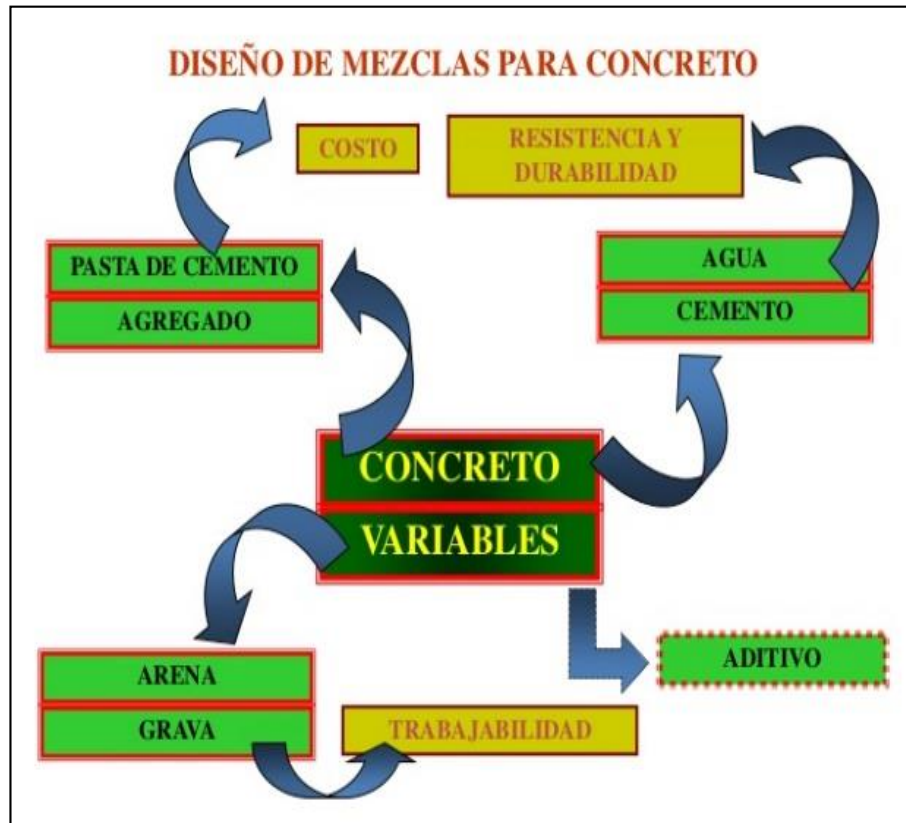 DISEÑO DE MEZCLAS PARA CONCRETO
COSTO
RESISTENCIA Y
DURABILIDAD
PASTA DE CEMENTO
AGREGADO
AGUA
CEMENTO
CONCRETO
VARIABLES
ARENA
GRAVA
TRABAJABILIDAD
ADITIVO